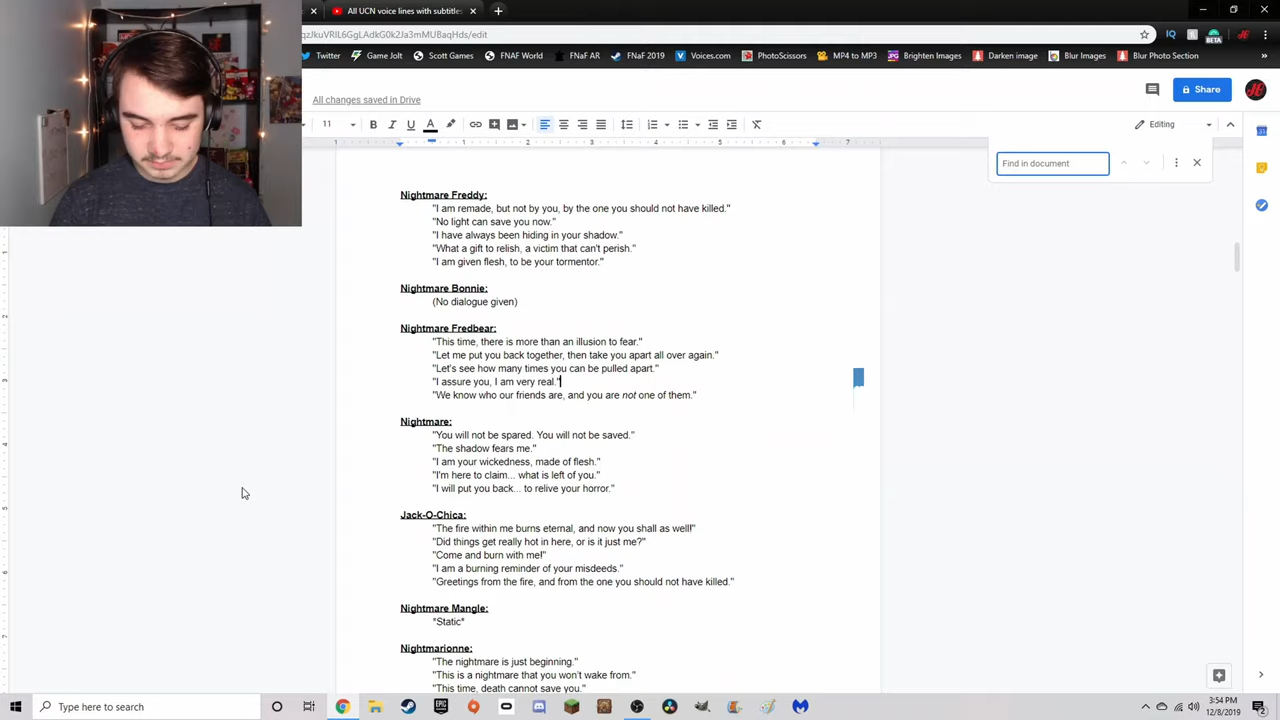 All UCN voice lines with subtitle
qzJkuVRIL6GgLAdkG0k2Ja3mMUBaqHds/edit
Twitter Game Jolt Scott Games FNAF World FNaF AR FNAF 2019 Voices.com PhotoScissors MP4 to MP3 Brighten Images Darken image Blur Images
BETA
All changes saved in Drive
Share
11 Editing
1 1 2 3 4 5 6 7
Find in document
Nightmare Freddy:
"I am remade, but not by you, by the one you should not have killed."
"No light can save you now."
"I have always been hiding in your shadow."
"What a gift to relish, a victim that can't perish."
"I am given flesh, to be your tormentor."
Nightmare Bonnie:
(No dialogue given)
Nightmare Fredbear:
"This time, there is more than an illusion to fear."
"Let me put you back together, then take you apart all over again."
"Let's see how many times you can be pulled apart."
"I assure you, I am very real."
"We know who our friends are, and you are not one of them."
Nightmare:
"You will not be spared. You will not be saved."
"The shadow fears me."
"I am your wickedness, made of flesh."
"I'm here to claim... what is left of you."
"I will put you back... to relive your horror."
Jack-O-Chica:
"The fire within me burns eternal, and now you shall as well!"
"Did things get really hot in here, or is it just me?"
"Come and burn with me!"
"I am a burning reminder of your misdeeds."
"Greetings from the fire, and from the one you should not have killed."
Nightmare Mangle:
*Static*
Nightmarionne:
"The nightmare is just beginning."
"This is a nightmare that you won't wake from."
"This time, death cannot save you."
Type here to search
3:54 PM
12/8/2019